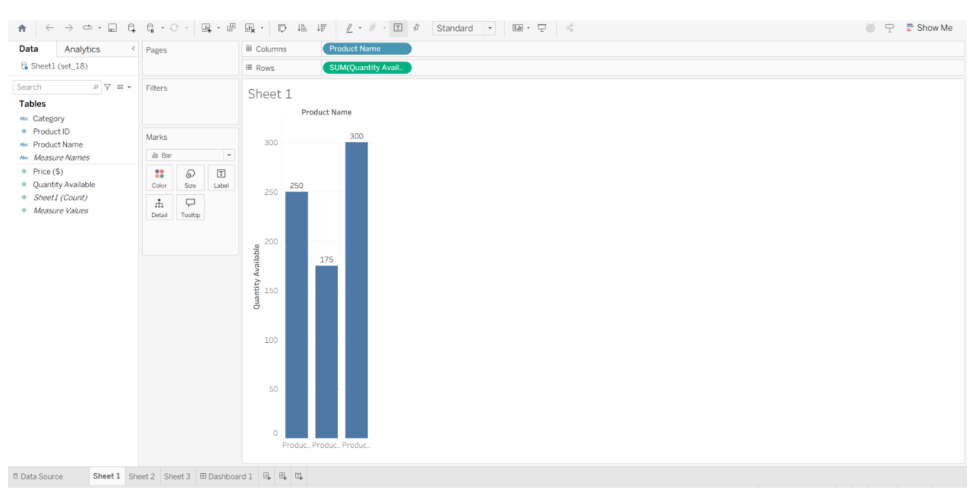 Standard
Show Me
Data
Analytics
Pages
Columns
Product Name
Sheet1 (set_18)
Rows
SUM(Quantity Avail..
Search
Filters
Tables
Abc Category
Product ID
Abc Product Name
Abc Measure Names
Price ($)
Quantity Available
Sheet1 (Count)
Measure Values
Marks
Bar
Color
Size
Label
Detail
Tooltip
Sheet 1
Product Name
300
250
200
150
100
50
0
Quantity Available
250
175
300
Produc.. Produc.. Produc..
Data Source
Sheet 1
Sheet 2
Sheet 3
Dashboard 1